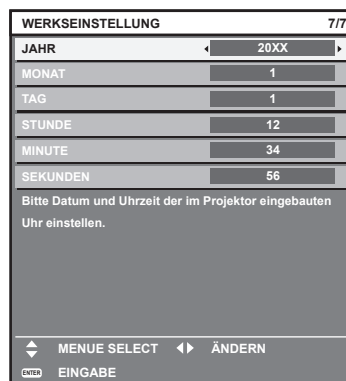 WERKSEINSTELLUNG 7/7
JAHR 20XX
MONAT 1
TAG 1
STUNDE 12
MINUTE 34
SEKUNDEN 56
Bitte Datum und Uhrzeit der im Projektor eingebauten
Uhr einstellen.
MENUE SELECT ÄNDERN
ENTER EINGABE